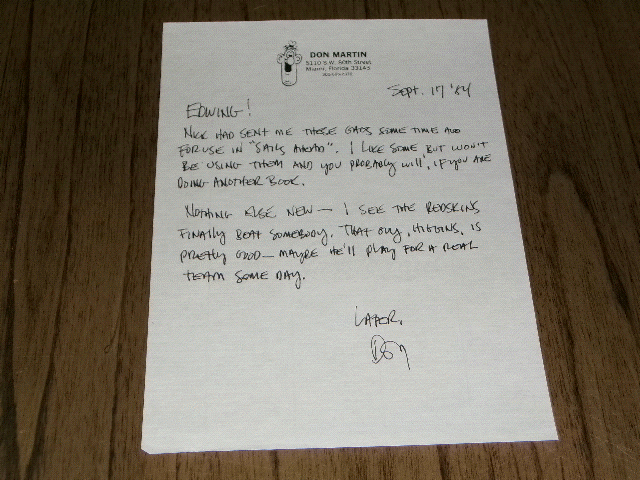 DON MARTIN
5110 S.W. 80th Street
Miami, Florida 33143
Sept. 17 '84
EDWING!
NICK HAD SENT ME THESE GAGS SOME TIME AGO
FOR USE IN "SAILS AHEAD". I LIKE SOME BUT WON'T
BE USING THEM AND YOU PROBABLY WILL, IF YOU ARE
DOING ANOTHER BOOK.
NOTHING ELSE NEW — I SEE THE REDSKINS
FINALLY BEAT SOMEBODY. THAT GUY, HIGGINS, IS
PRETTY GOOD — MAYBE HE'LL PLAY FOR A REAL
TEAM SOME DAY.
LATER,
DON